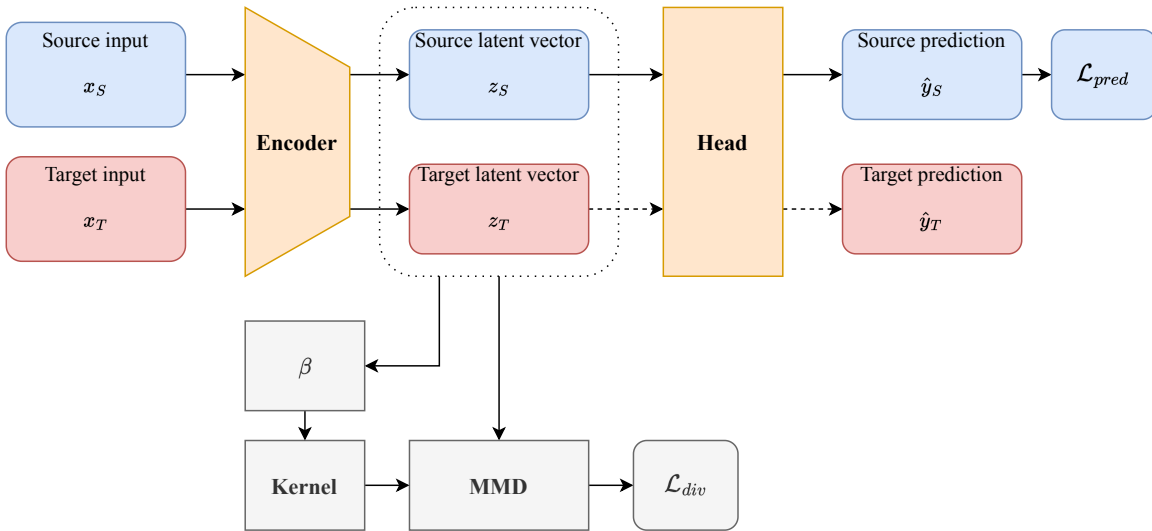 Source input
x_S
Target input
x_T
Encoder
Source latent vector
z_S
Target latent vector
z_T
Head
Source prediction
ŷ_S
ℒ_pred
Target prediction
ŷ_T
β
Kernel
MMD
ℒ_div